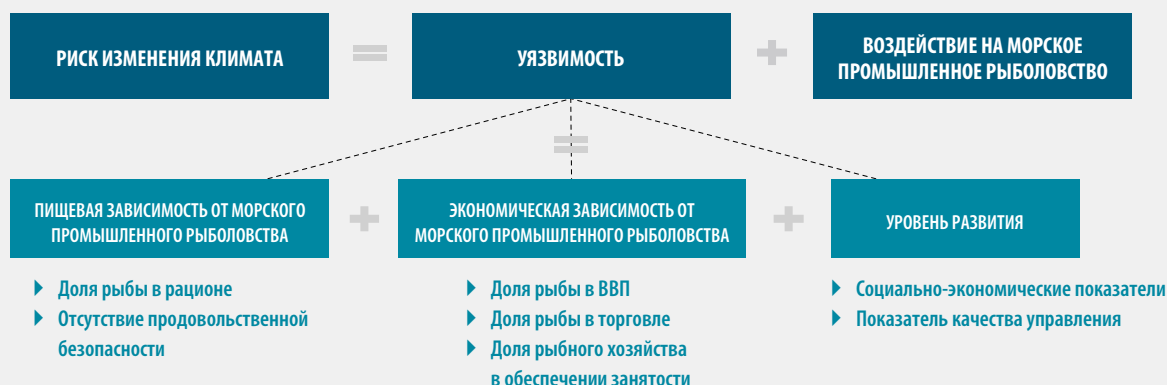 РИСК ИЗМЕНЕНИЯ КЛИМАТА
=
УЯЗВИМОСТЬ
+
ВОЗДЕЙСТВИЕ НА МОРСКОЕ
ПРОМЫШЛЕННОЕ РЫБОЛОВСТВО
=
ПИЩЕВАЯ ЗАВИСИМОСТЬ ОТ МОРСКОГО
ПРОМЫШЛЕННОГО РЫБОЛОВСТВА
+
ЭКОНОМИЧЕСКАЯ ЗАВИСИМОСТЬ ОТ
МОРСКОГО ПРОМЫШЛЕННОГО РЫБОЛОВСТВА
+
УРОВЕНЬ РАЗВИТИЯ
Доля рыбы в рационе
Отсутствие продовольственной
безопасности
Доля рыбы в ВВП
Доля рыбы в торговле
Доля рыбного хозяйства
в обеспечении занятости
Социально-экономические показатели
Показатель качества управления